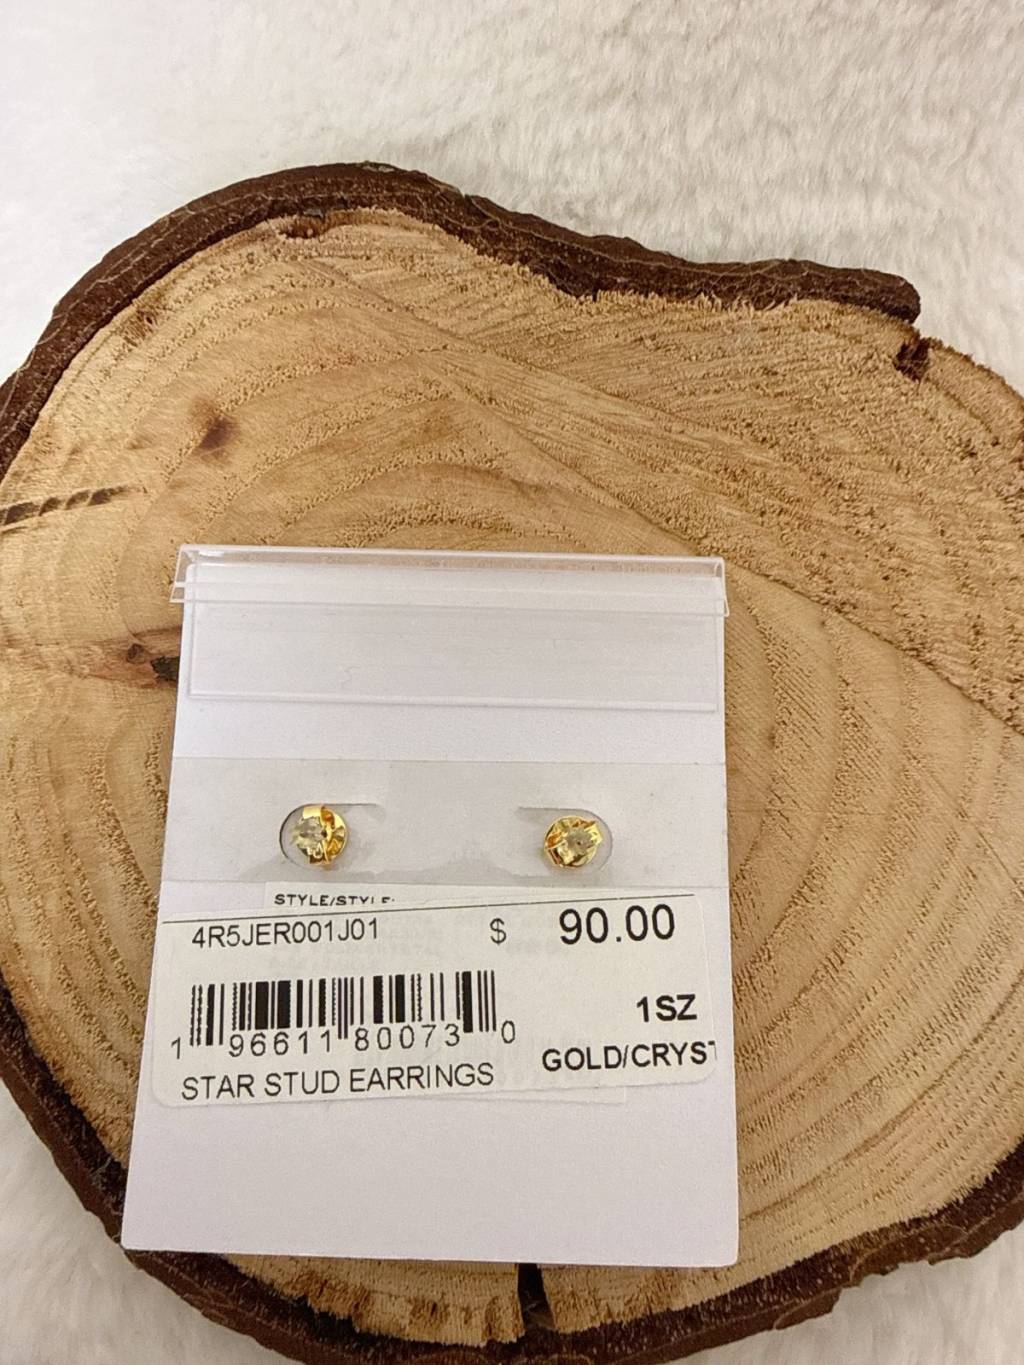 STYLE/STYLE:
4R5JER001J01 $ 90.00
1 96611 80073 0
1SZ
GOLD/CRYST
STAR STUD EARRINGS